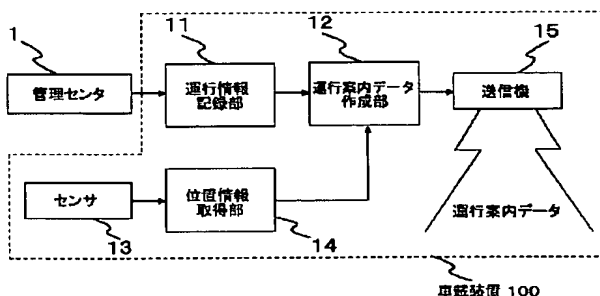 1
管理センタ
11
運行情報
記録部
12
運行案内データ
作成部
15
送信機
センサ
13
位置情報
取得部
14
運行案内データ
車載装置 100